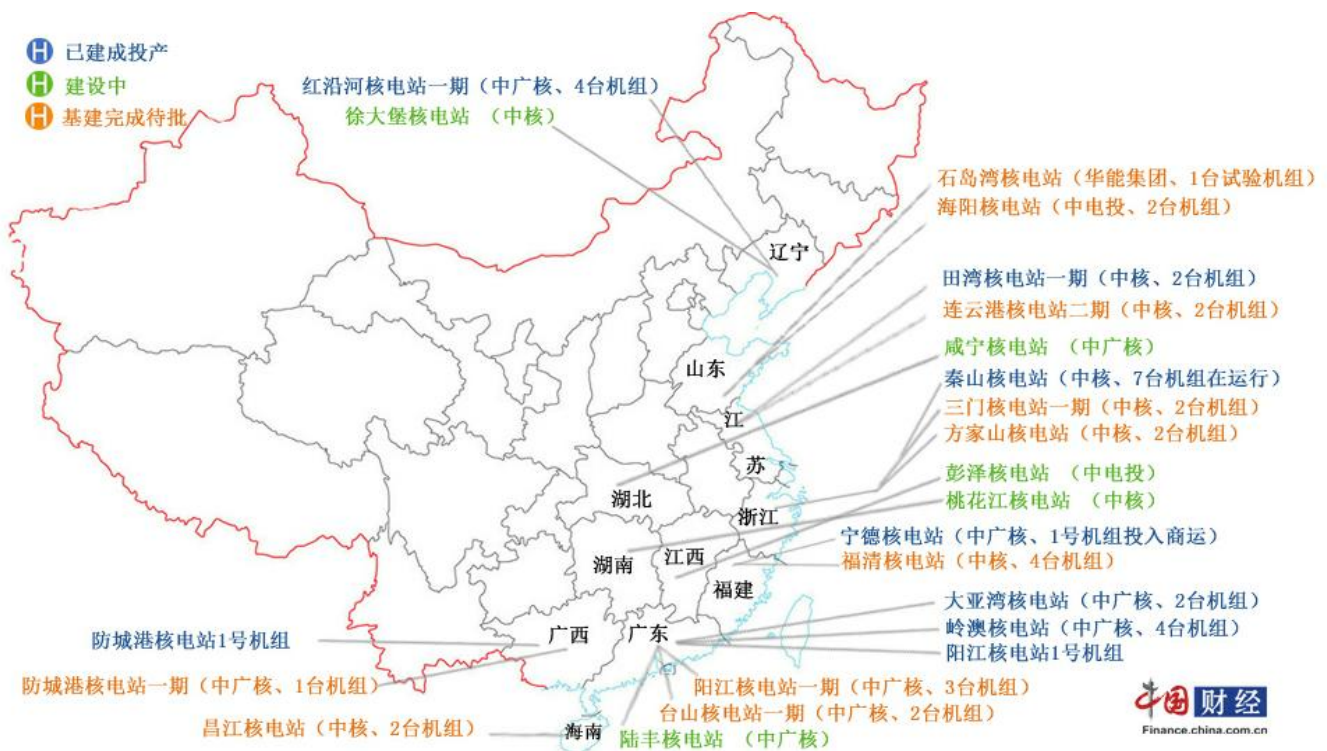 已建成投产
建设中
基建完成待批
红沿河核电站一期（中广核、4台机组）
徐大堡核电站 （中核）
石岛湾核电站（华能集团、1台试验机组）
海阳核电站（中电投、2台机组）
辽宁
田湾核电站一期（中核、2台机组）
连云港核电站二期（中核、2台机组）
咸宁核电站 （中广核）
山东
秦山核电站（中核、7台机组在运行）
三门核电站一期（中核、2台机组）
江
方家山核电站（中核、2台机组）
苏
彭泽核电站 （中电投）
湖北
桃花江核电站 （中核）
浙江
宁德核电站（中广核、1号机组投入商运）
江西
湖南
福清核电站（中核、4台机组）
福建
大亚湾核电站（中广核、2台机组）
岭澳核电站（中广核、4台机组）
广西
广东
防城港核电站1号机组
阳江核电站1号机组
防城港核电站一期（中广核、1台机组）
阳江核电站一期（中广核、3台机组）
台山核电站一期（中广核、2台机组）
昌江核电站（中核、2台机组）
海南
陆丰核电站 （中广核）
中国财经
Finance.china.com.cn